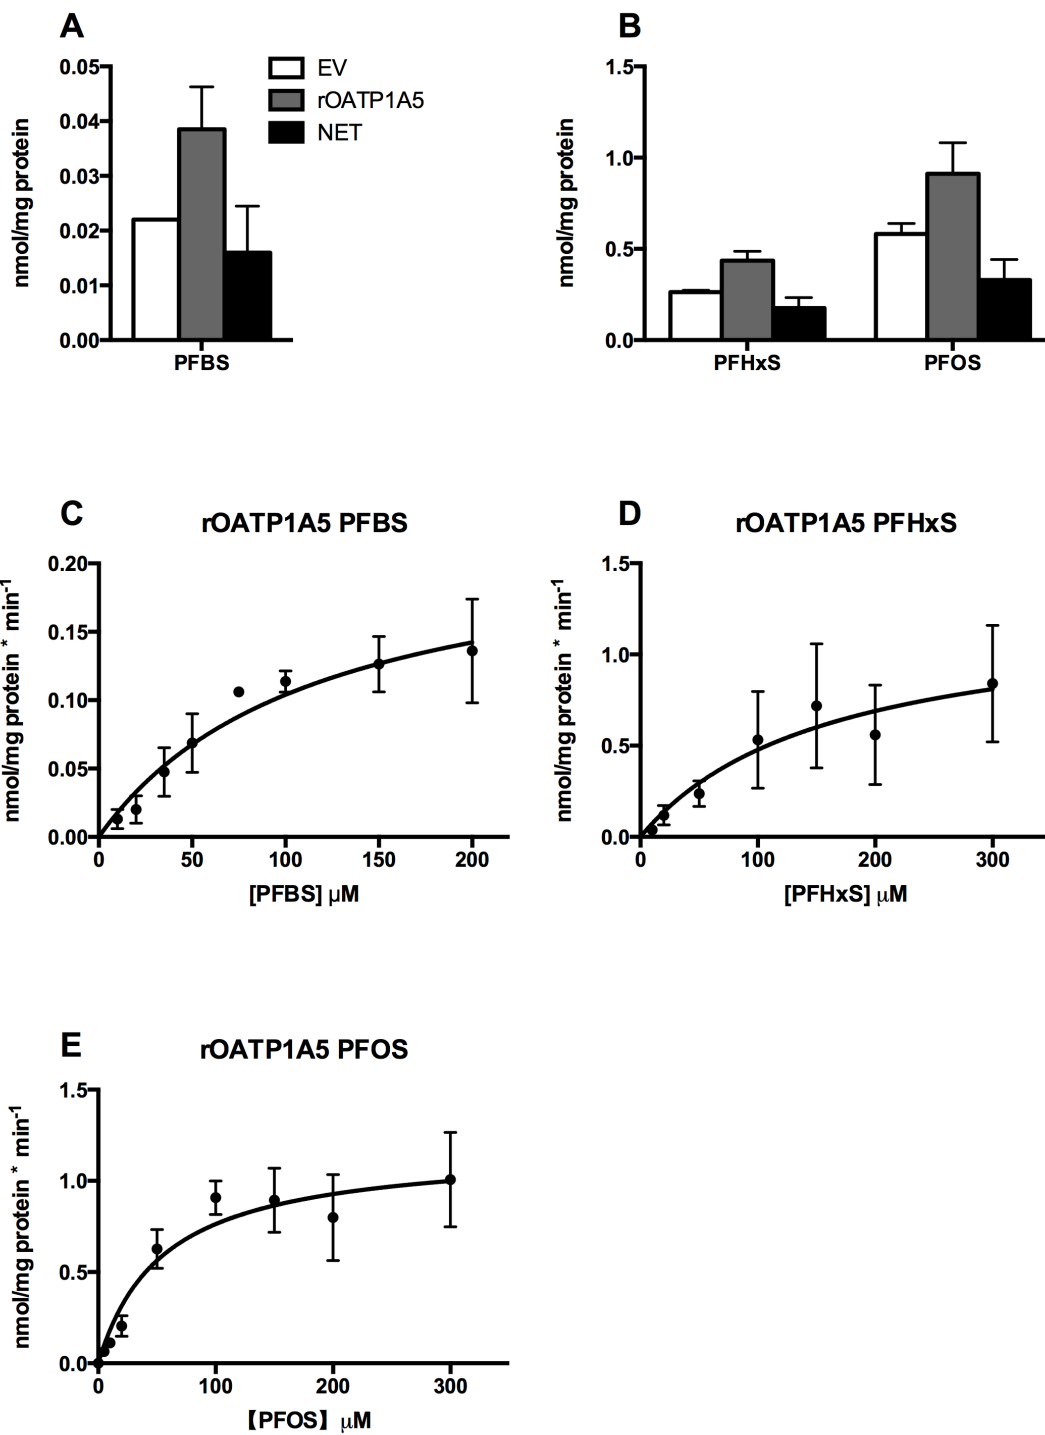 A
nmol/mg protein
0.05
0.04
0.03
0.02
0.01
0.00
PFBS
EV
rOATP1A5
NET
B
nmol/mg protein
1.5
1.0
0.5
0.0
PFHxS PFOS
C
rOATP1A5 PFBS
nmol/mg protein * min-1
0.20
0.15
0.10
0.05
0.00
0 50 100 150 200
[PFBS] µM
D
rOATP1A5 PFHxS
nmol/mg protein * min-1
1.5
1.0
0.5
0.0
0 100 200 300
[PFHxS] µM
E
rOATP1A5 PFOS
nmol/mg protein * min-1
1.5
1.0
0.5
0.0
0 100 200 300
【PFOS】 µM